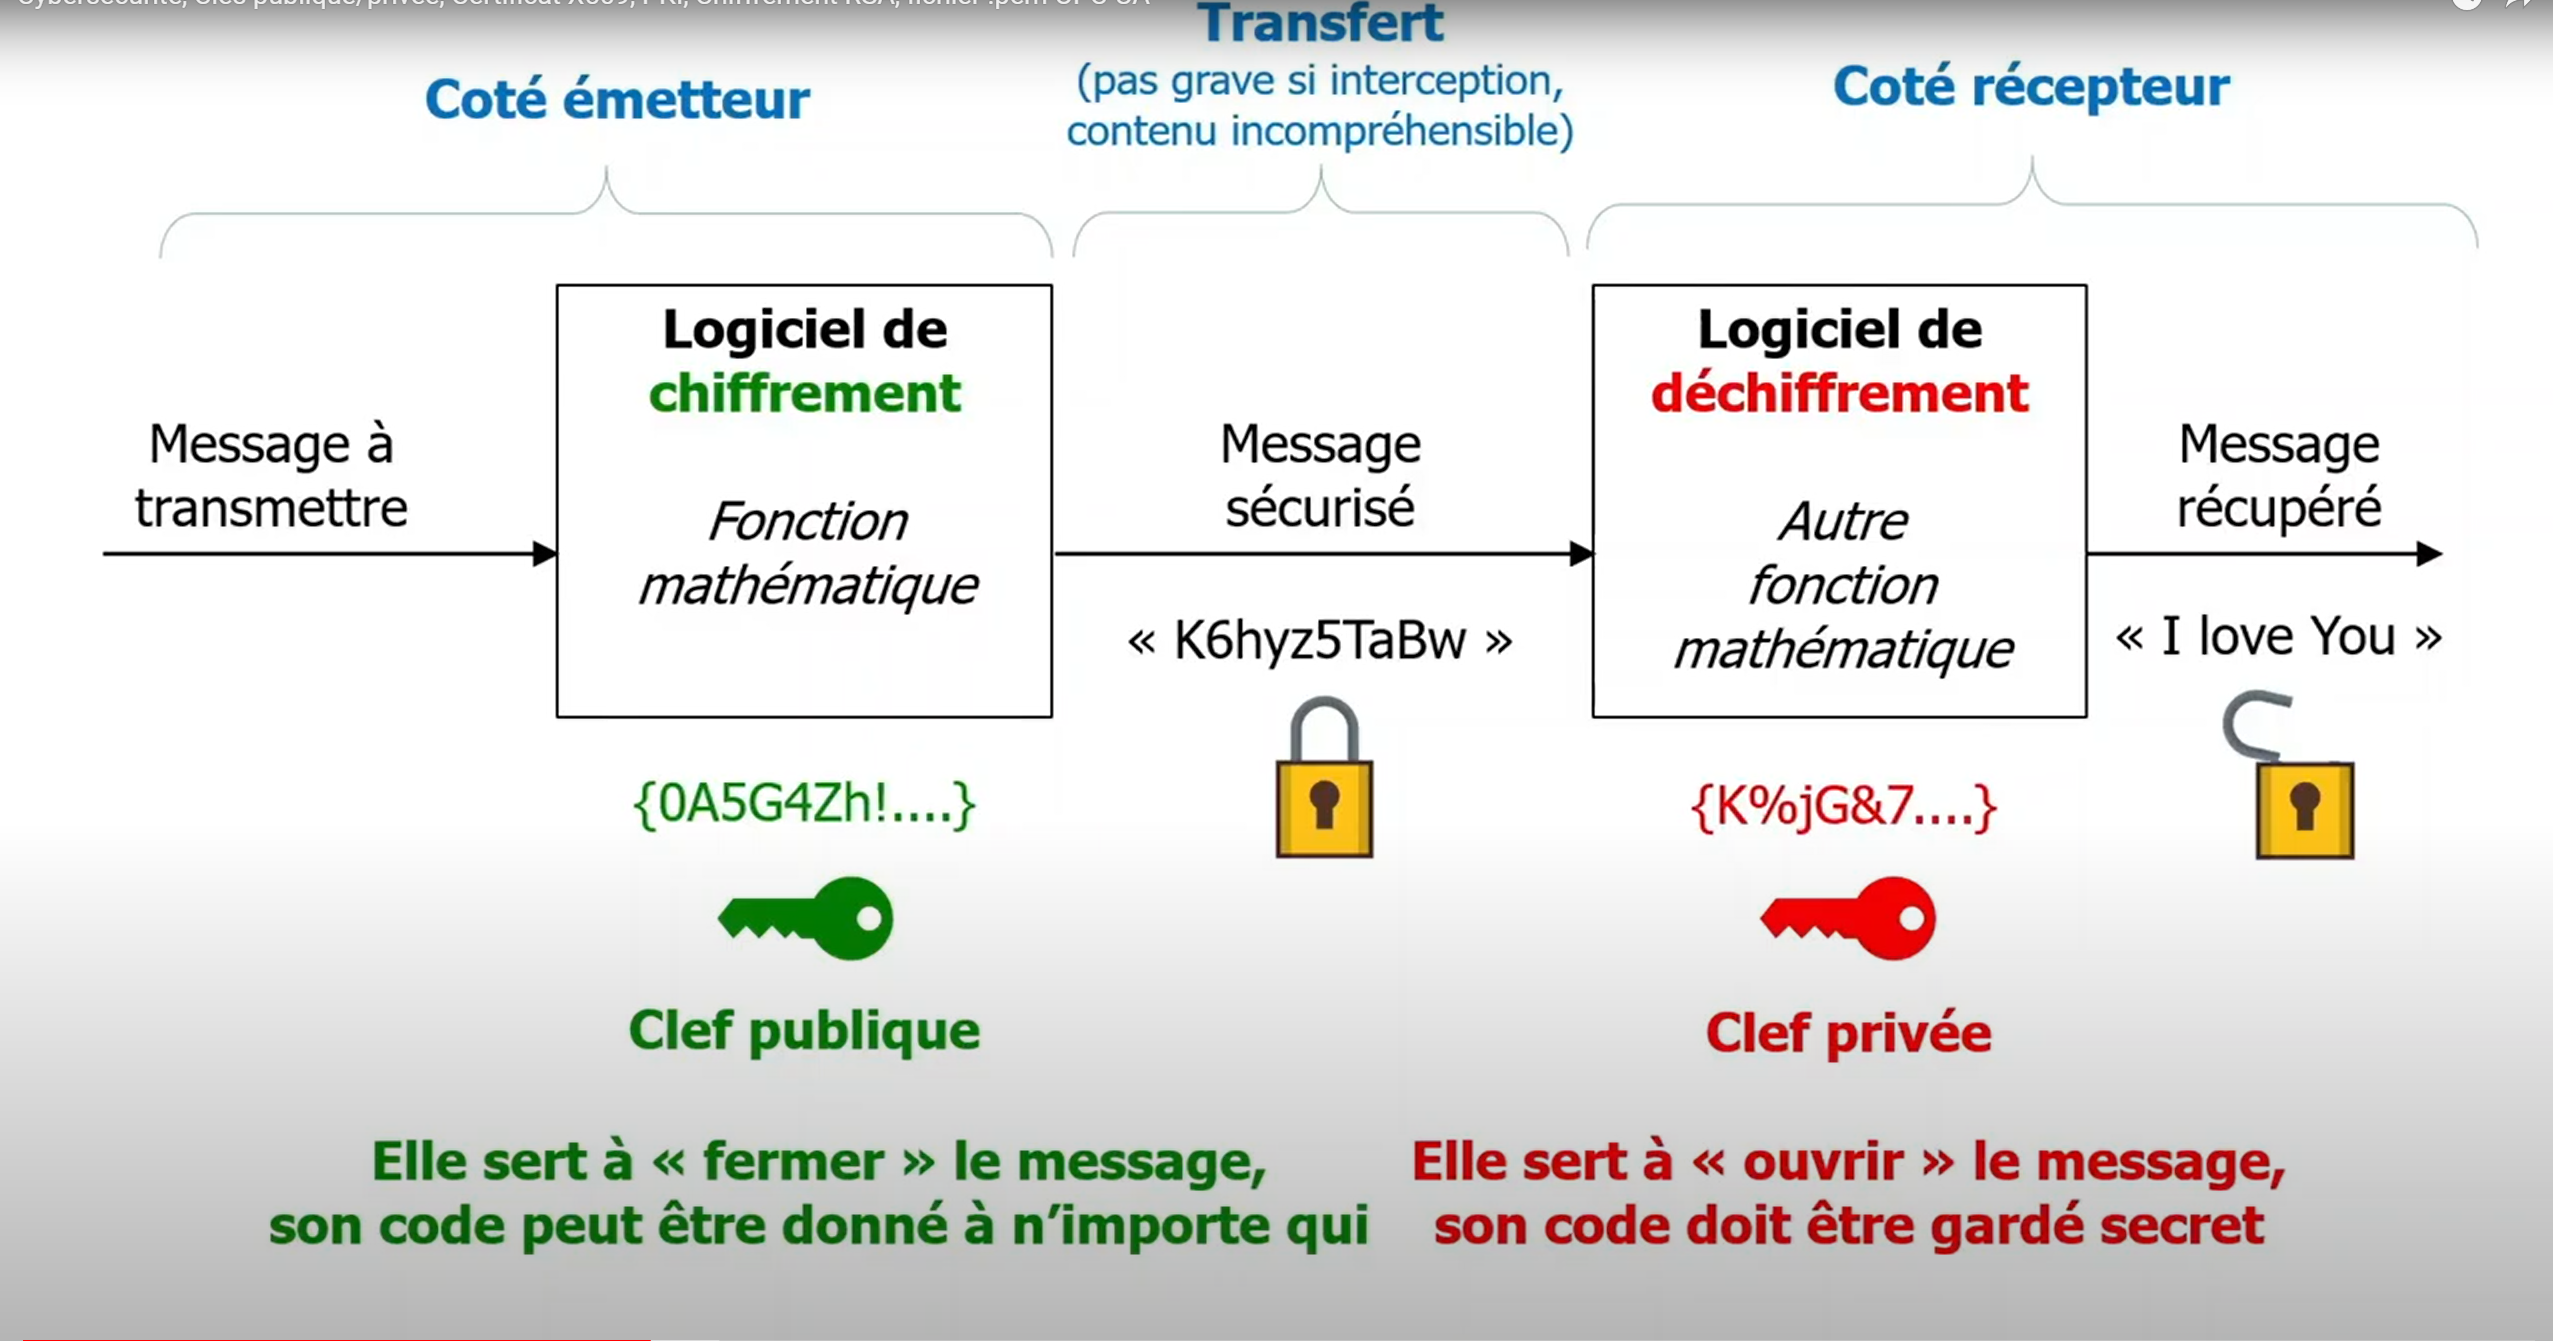 Transfert
(pas grave si interception,
contenu incompréhensible)
Coté émetteur
Coté récepteur
Logiciel de
chiffrement
Fonction
mathématique
Logiciel de
déchiffrement
Autre
fonction
mathématique
Message à
transmettre
Message
sécurisé
« K6hyz5TaBw »
Message
récupéré
« I love You »
{0A5G4Zh!....}
{K%jG&7....}
Clef publique
Clef privée
Elle sert à « fermer » le message,
son code peut être donné à n’importe qui
Elle sert à « ouvrir » le message,
son code doit être gardé secret